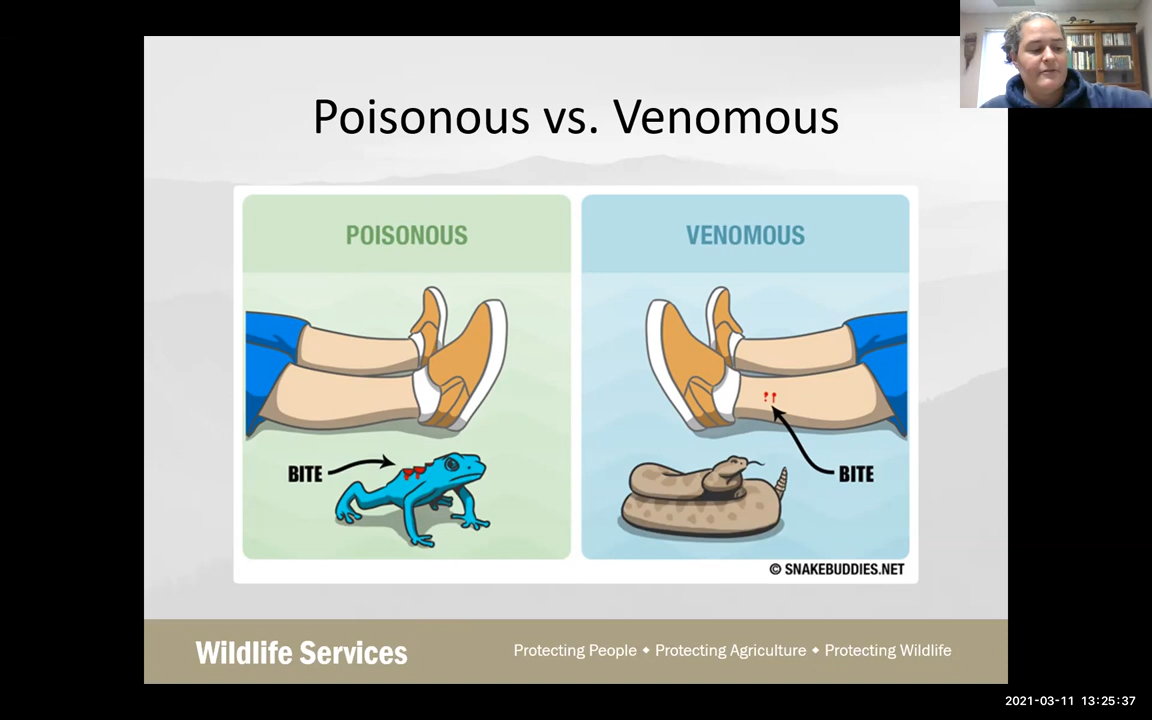 Poisonous vs. Venomous
POISONOUS
VENOMOUS
BITE
BITE
© SNAKEBUDDIES.NET
Wildlife Services
Protecting People ◆ Protecting Agriculture ◆ Protecting Wildlife
2021-03-11 13:25:37